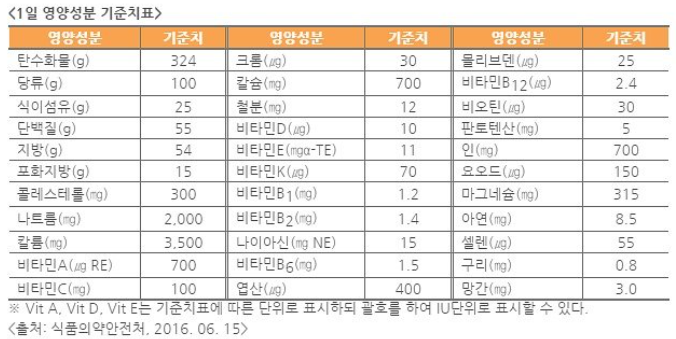 <1일 영양성분 기준치표>
영양성분 기준치 영양성분 기준치 영양성분 기준치
탄수화물(g) 324 크롬(㎍) 30 몰리브덴(㎍) 25
당류(g) 100 칼슘(㎎) 700 비타민B12(㎍) 2.4
식이섬유(g) 25 철분(㎎) 12 비오틴(㎍) 30
단백질(g) 55 비타민D(㎍) 10 판토텐산(㎎) 5
지방(g) 54 비타민E(㎎α-TE) 11 인(㎎) 700
포화지방(g) 15 비타민K(㎍) 70 요오드(㎍) 150
콜레스테롤(㎎) 300 비타민B1(㎎) 1.2 마그네슘(㎎) 315
나트륨(㎎) 2,000 비타민B2(㎎) 1.4 아연(㎎) 8.5
칼륨(㎎) 3,500 나이아신(㎎ NE) 15 셀렌(㎍) 55
비타민A(㎍ RE) 700 비타민B6(㎎) 1.5 구리(㎎) 0.8
비타민C(㎎) 100 엽산(㎍) 400 망간(㎎) 3.0
※ Vit A, Vit D, Vit E는 기준치표에 따른 단위로 표시하되 괄호를 하여 IU단위로 표시할 수 있다.
<출처: 식품의약안전처, 2016. 06. 15>